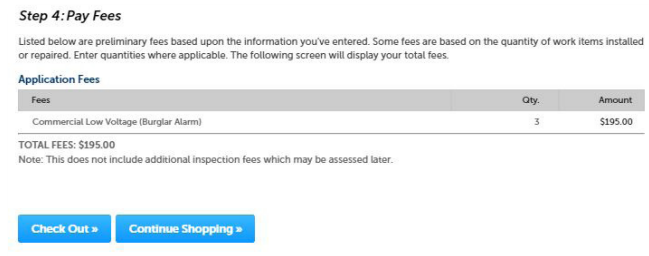 Step 4: Pay Fees
Listed below are preliminary fees based upon the information you've entered. Some fees are based on the quantity of work items installed
or repaired. Enter quantities where applicable. The following screen will display your total fees.
Application Fees
Fees Qty. Amount
Commercial Low Voltage (Burglar Alarm) 3 $195.00
TOTAL FEES: $195.00
Note: This does not include additional inspection fees which may be assessed later.
Check Out » Continue Shopping »